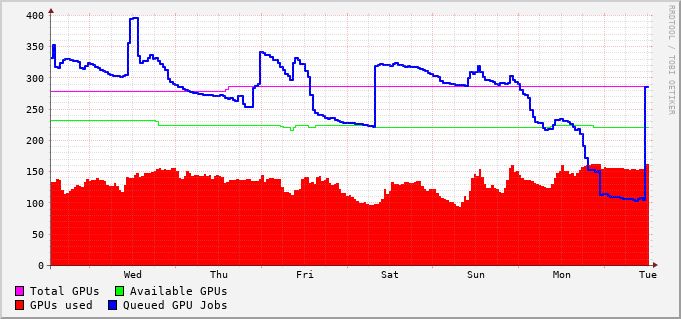 400
350
300
250
200
150
100
50
0
Wed Thu Fri Sat Sun Mon Tue
Total GPUs Available GPUs
GPUs used Queued GPU Jobs
RRDTOOL / TOBI OETIKER